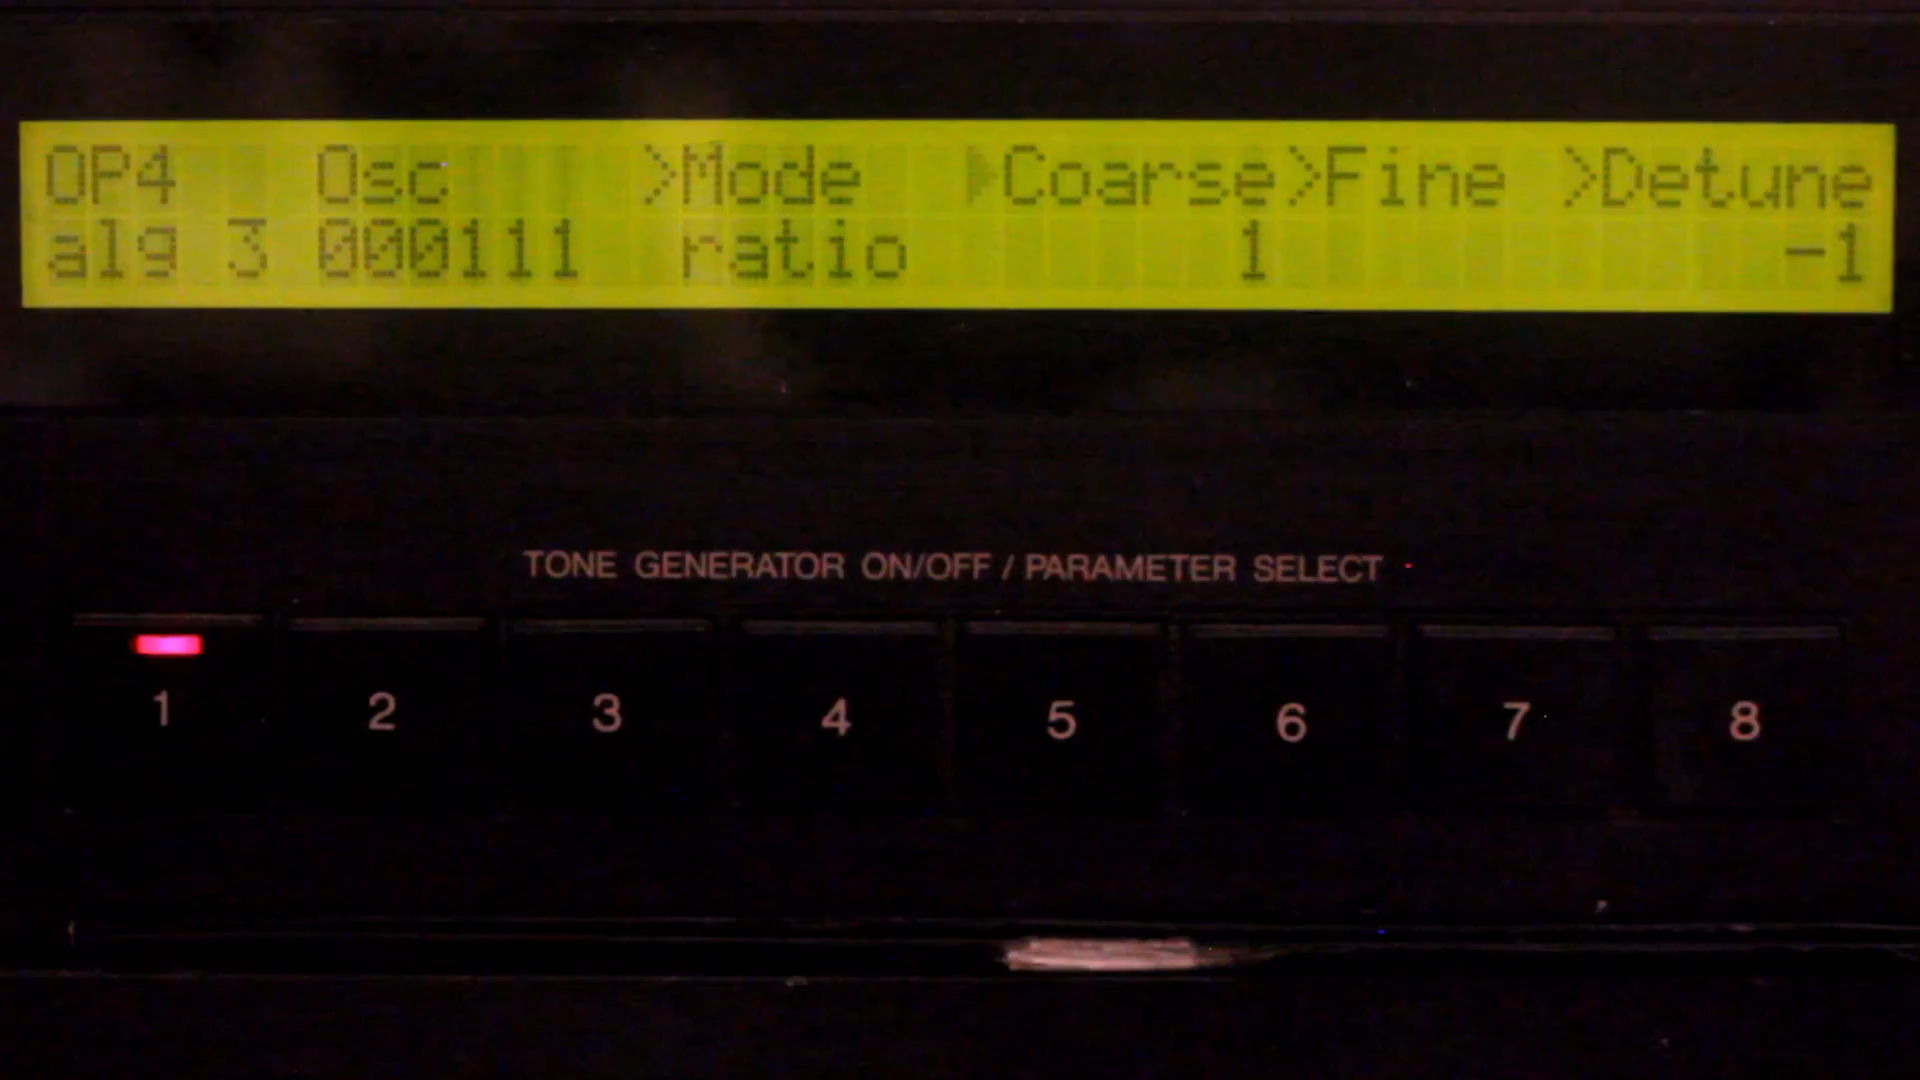 OP4 Osc >Mode ▶Coarse>Fine >Detune
alg 3 000111 ratio 1 -1
TONE GENERATOR ON/OFF / PARAMETER SELECT
1 2 3 4 5 6 7 8